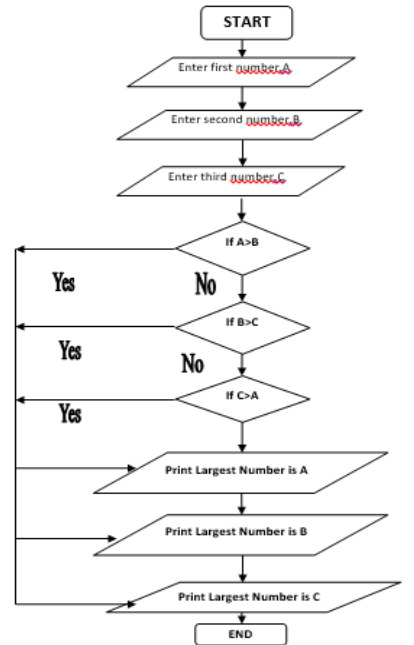 START
Enter first number,A
Enter second number,B
Enter third number,C
If A>B
Yes
No
If B>C
Yes
No
If C>A
Yes
Print Largest Number is A
Print Largest Number is B
Print Largest Number is C
END